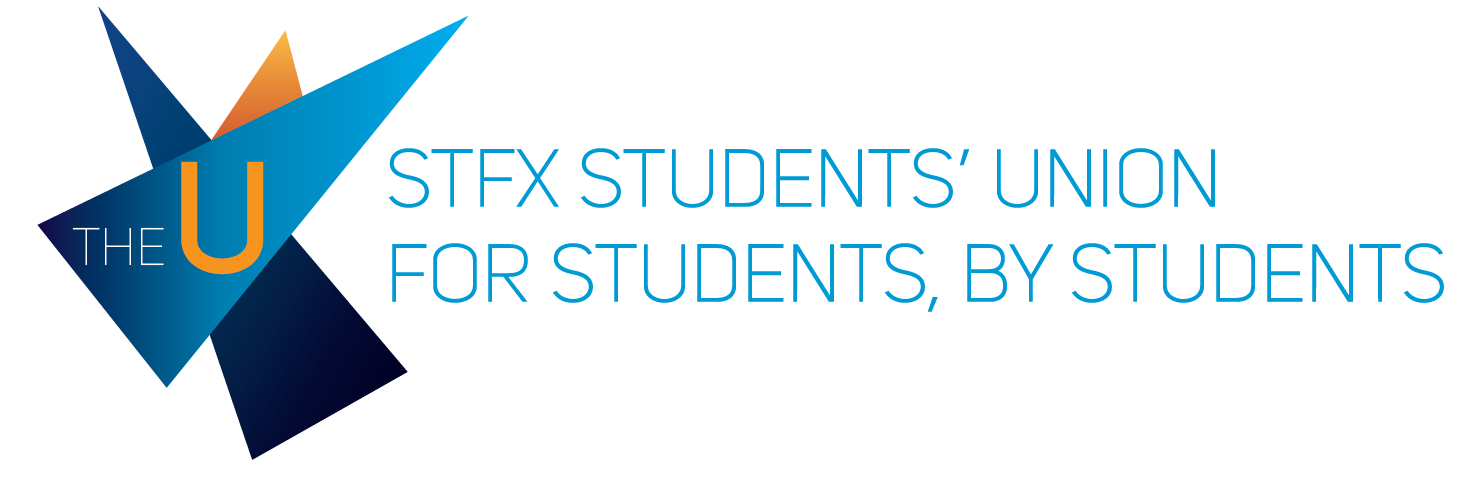 THE U
STFX STUDENTS’ UNION
FOR STUDENTS, BY STUDENTS